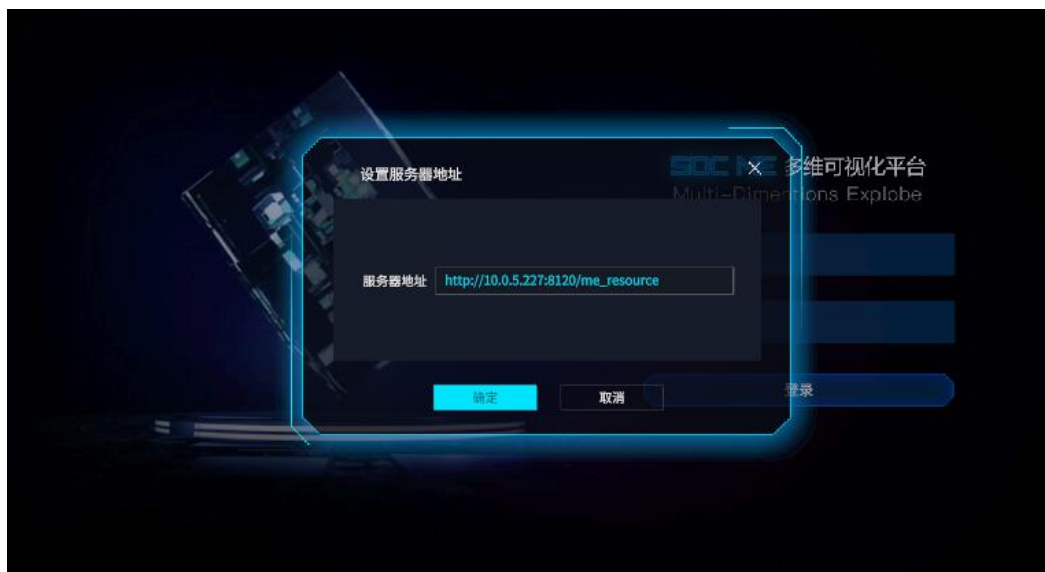 设置服务器地址
SOC ME 多维可视化平台
Multi-Dimentions Explobe
服务器地址 http://10.0.5.227:8120/me_resource
确定 取消 登录